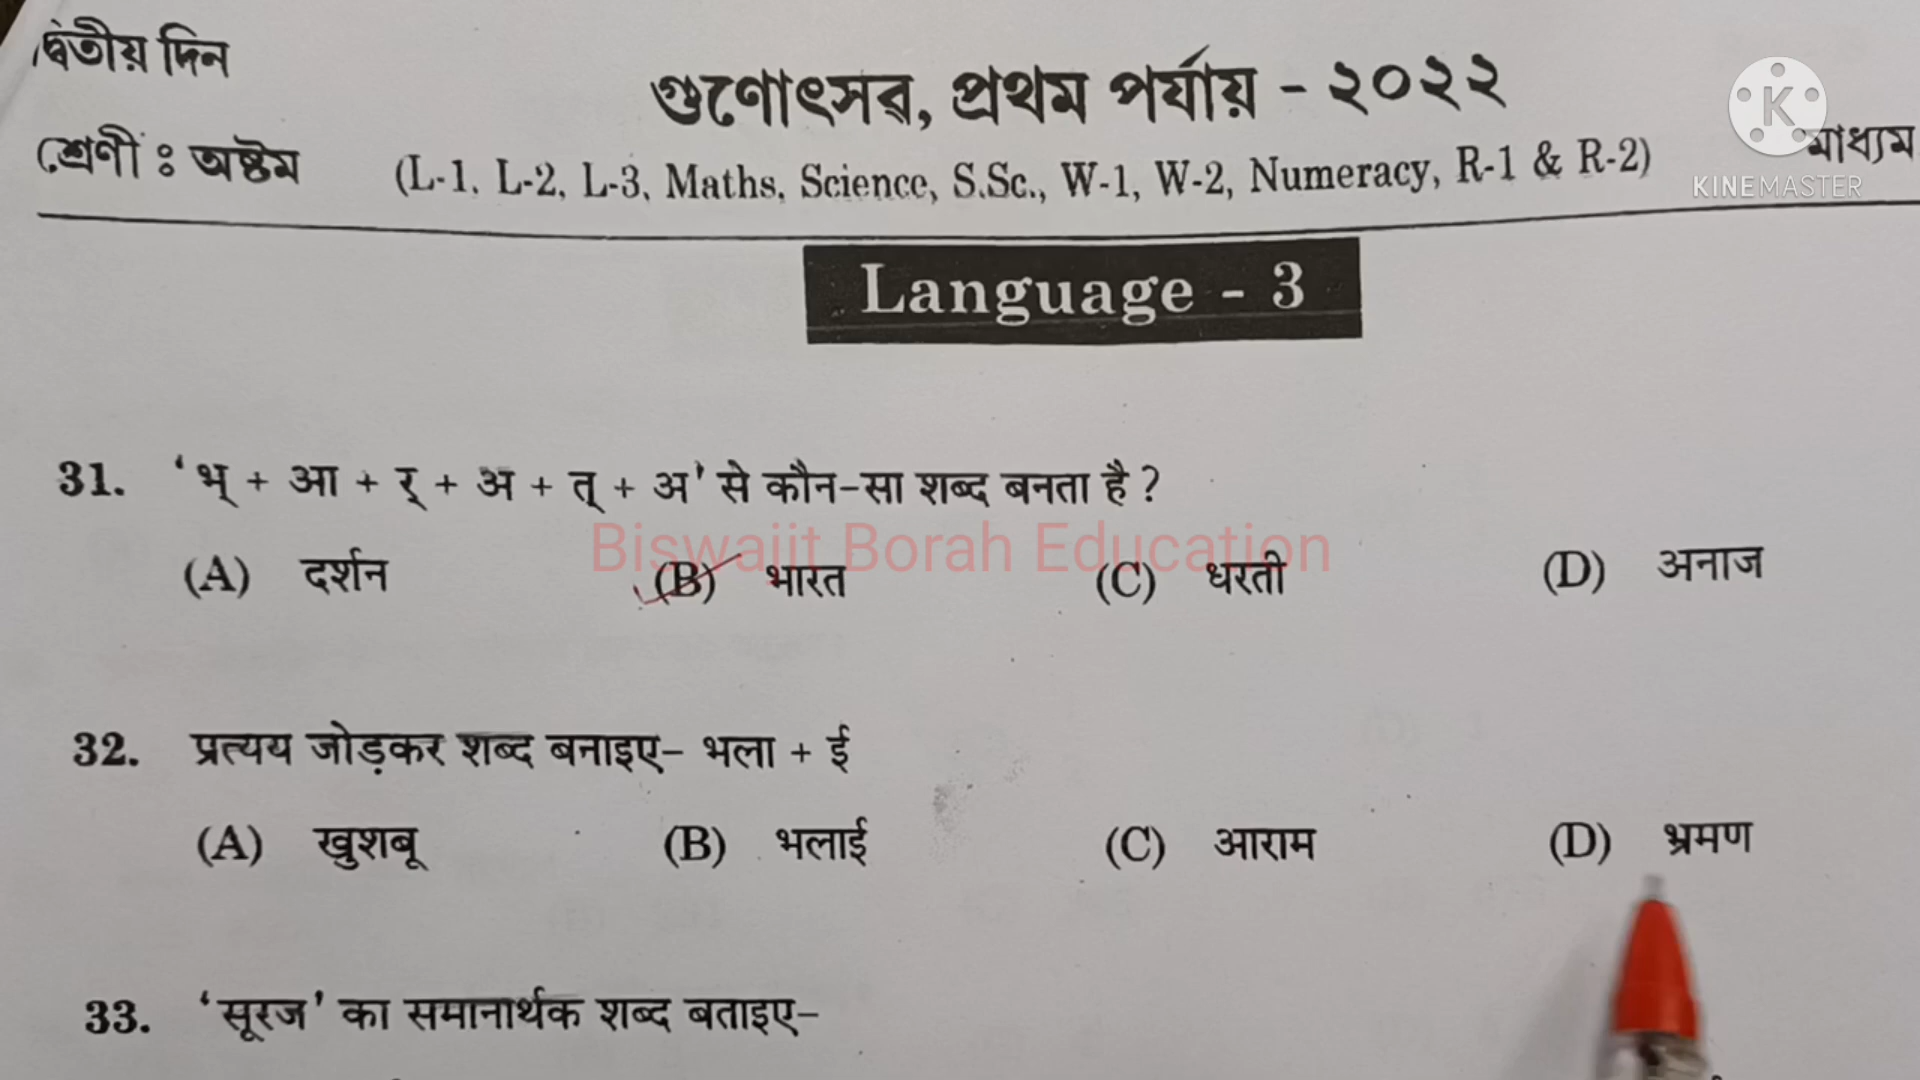 দ্বিতীয় দিন
গুণোৎসৱ, প্ৰথম পৰ্যায় - ২০২২
শ্ৰেণী : অষ্টম
(L-1, L-2, L-3, Maths, Science, S.Sc., W-1, W-2, Numeracy, R-1 & R-2)
মাধ্যম
KINEMASTER
Language - 3
31. ‘भ् + आ + र् + अ + त् + अ’ से कौन-सा शब्द बनता है ?
Biswajit Borah Education
(A) दर्शन (B) भारत (C) धरती (D) अनाज
32. प्रत्यय जोड़कर शब्द बनाइए– भला + ई
(A) खुशबू (B) भलाई (C) आराम (D) भ्रमण
33. ‘सूरज’ का समानार्थक शब्द बताइए–